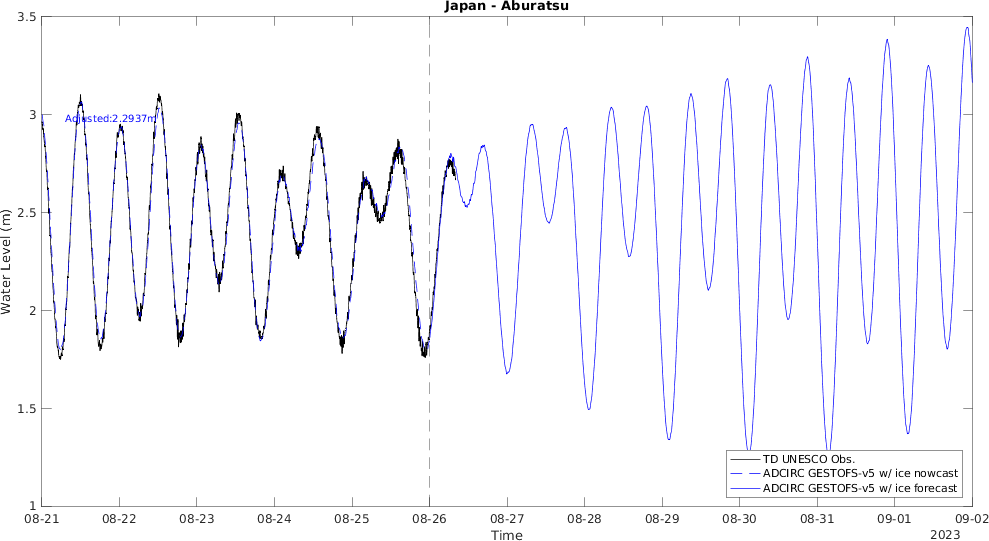 Japan - Aburatsu
Water Level (m)
3.5
3
2.5
2
1.5
1
Adjusted:2.2937m
TD UNESCO Obs.
ADCIRC GESTOFS-v5 w/ ice nowcast
ADCIRC GESTOFS-v5 w/ ice forecast
08-21 08-22 08-23 08-24 08-25 08-26 08-27 08-28 08-29 08-30 08-31 09-01 09-02
Time
2023